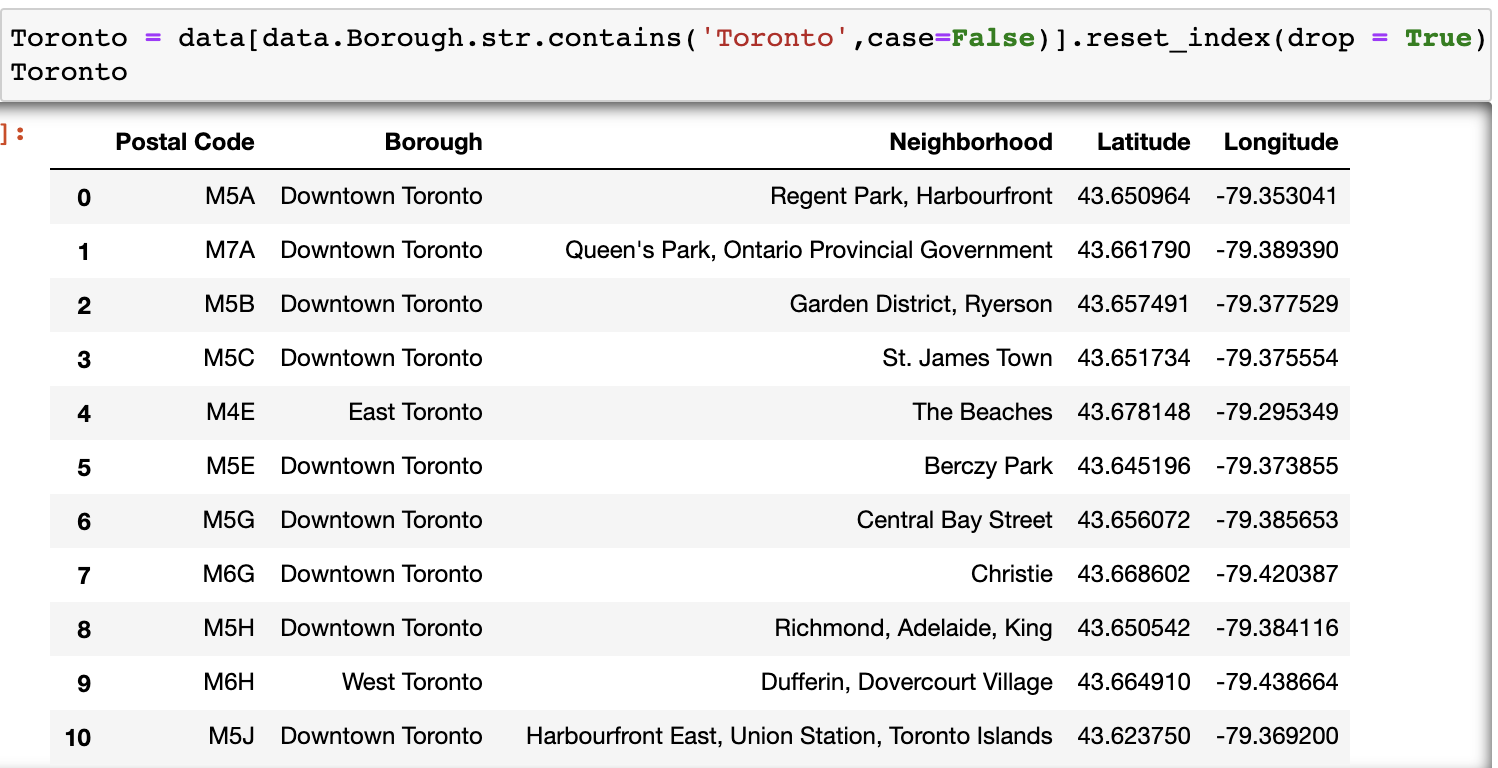 Toronto = data[data.Borough.str.contains('Toronto',case=False)].reset_index(drop = True)
Toronto
]:
Postal Code Borough Neighborhood Latitude Longitude
0 M5A Downtown Toronto Regent Park, Harbourfront 43.650964 -79.353041
1 M7A Downtown Toronto Queen's Park, Ontario Provincial Government 43.661790 -79.389390
2 M5B Downtown Toronto Garden District, Ryerson 43.657491 -79.377529
3 M5C Downtown Toronto St. James Town 43.651734 -79.375554
4 M4E East Toronto The Beaches 43.678148 -79.295349
5 M5E Downtown Toronto Berczy Park 43.645196 -79.373855
6 M5G Downtown Toronto Central Bay Street 43.656072 -79.385653
7 M6G Downtown Toronto Christie 43.668602 -79.420387
8 M5H Downtown Toronto Richmond, Adelaide, King 43.650542 -79.384116
9 M6H West Toronto Dufferin, Dovercourt Village 43.664910 -79.438664
10 M5J Downtown Toronto Harbourfront East, Union Station, Toronto Islands 43.623750 -79.369200